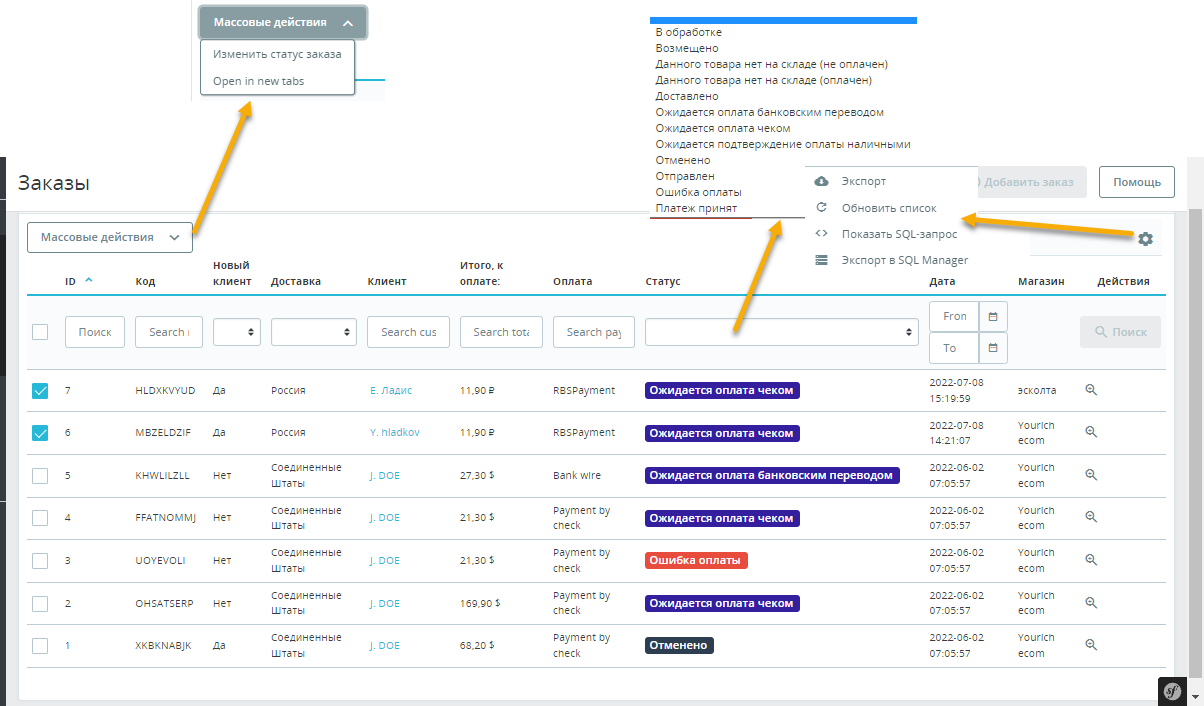 Массовые действия
Изменить статус заказа
Open in new tabs
В обработке
Возмещено
Данного товара нет на складе (не оплачен)
Данного товара нет на складе (оплачен)
Доставлено
Ожидается оплата банковским переводом
Ожидается оплата чеком
Ожидается подтверждение оплаты наличными
Отменено
Отправлен
Ошибка оплаты
Платеж принят
Экспорт
Обновить список
Показать SQL-запрос
Экспорт в SQL Manager
Заказы
Добавить заказ
Помощь
Массовые действия
ID Код Новый клиент Доставка Клиент Итого, к оплате: Оплата Статус Дата Магазин Действия
Поиск Search Search cus Search tota Search pay From To Поиск
7 HLDXKVYUD Да Россия Е. Ладис 11,90 ₽ RBSPayment Ожидается оплата чеком 2022-07-08 15:19:59 эсколта
6 MBZELDZIF Да Россия Y. hladkov 11,90 ₽ RBSPayment Ожидается оплата чеком 2022-07-08 14:21:07 Yourich ecom
5 KHWLILZLL Нет Соединенные Штаты J. DOE 27,30 $ Bank wire Ожидается оплата банковским переводом 2022-06-02 07:05:57 Yourich ecom
4 FFATNOMMJ Нет Соединенные Штаты J. DOE 21,30 $ Payment by check Ожидается оплата чеком 2022-06-02 07:05:57 Yourich ecom
3 UOYEVOLI Нет Соединенные Штаты J. DOE 21,30 $ Payment by check Ошибка оплаты 2022-06-02 07:05:57 Yourich ecom
2 OHSATSERP Нет Соединенные Штаты J. DOE 169,90 $ Payment by check Ожидается оплата чеком 2022-06-02 07:05:57 Yourich ecom
1 XKBKNABJK Да Соединенные Штаты J. DOE 68,20 $ Payment by check Отменено 2022-06-02 07:05:57 Yourich ecom
sf